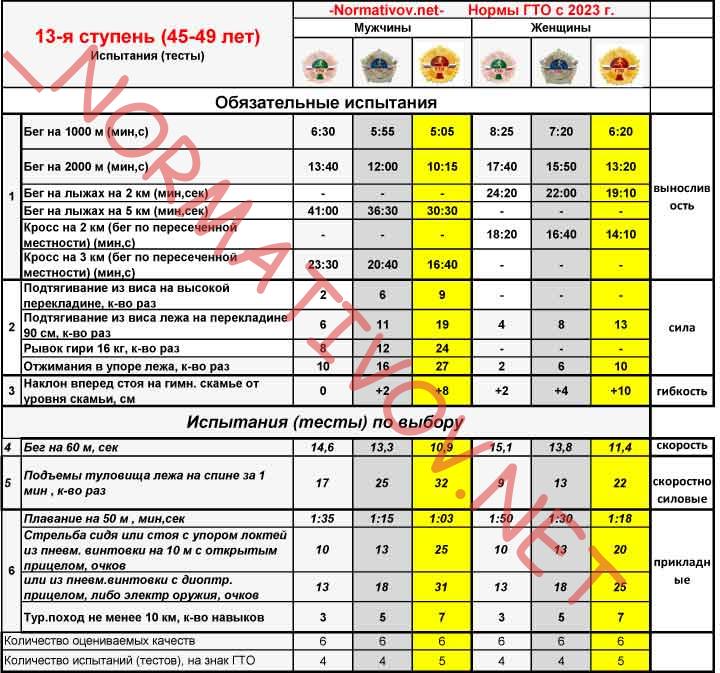 -Normativov.net- Нормы ГТО с 2023 г.
13-я ступень (45-49 лет)
Испытания (тесты)
Мужчины Женщины
Обязательные испытания
1
Бег на 1000 м (мин,с) 6:30 5:55 5:05 8:25 7:20 6:20
Бег на 2000 м (мин,с) 13:40 12:00 10:15 17:40 15:50 13:20
Бег на лыжах на 2 км (мин,сек) - - - 24:20 22:00 19:10
Бег на лыжах на 5 км (мин,сек) 41:00 36:30 30:30 - - -
Кросс на 2 км (бег по пересеченной
местности) (мин,с) - - - 18:20 16:40 14:10
Кросс на 3 км (бег по пересеченной
местности) (мин,с) 23:30 20:40 16:40 - - -
вынослив
ость
2
Подтягивание из виса на высокой
перекладине, к-во раз 2 6 9 - - -
Подтягивание из виса лежа на перекладине
90 см, к-во раз 6 11 19 4 8 13
Рывок гири 16 кг, к-во раз 8 12 24 - - -
Отжимания в упоре лежа, к-во раз 10 16 27 2 6 10
сила
3
Наклон вперед стоя на гимн. скамье от
уровня скамьи, см 0 +2 +8 +2 +4 +10
гибкость
Испытания (тесты) по выбору
4 Бег на 60 м, сек 14,6 13,3 10,9 15,1 13,8 11,4 скорость
5
Подъемы туловища лежа на спине за 1
мин , к-во раз 17 25 32 9 13 22
скоростно
силовые
6
Плавание на 50 м , мин,сек 1:35 1:15 1:03 1:50 1:30 1:18
Стрельба сидя или стоя с упором локтей
из пневм. винтовки на 10 м с открытым
прицелом, очков 10 13 25 10 13 20
или из пневм.винтовки с диоптр.
прицелом, либо электр оружия, очков 13 18 31 13 18 25
Тур.поход не менее 10 км, к-во навыков 3 5 7 3 5 7
прикладн
ые
Количество оцениваемых качеств 6 6 6 6 6 6
Количество испытаний (тестов), на знак ГТО 4 4 5 4 4 5
NORMATIVOV.NET